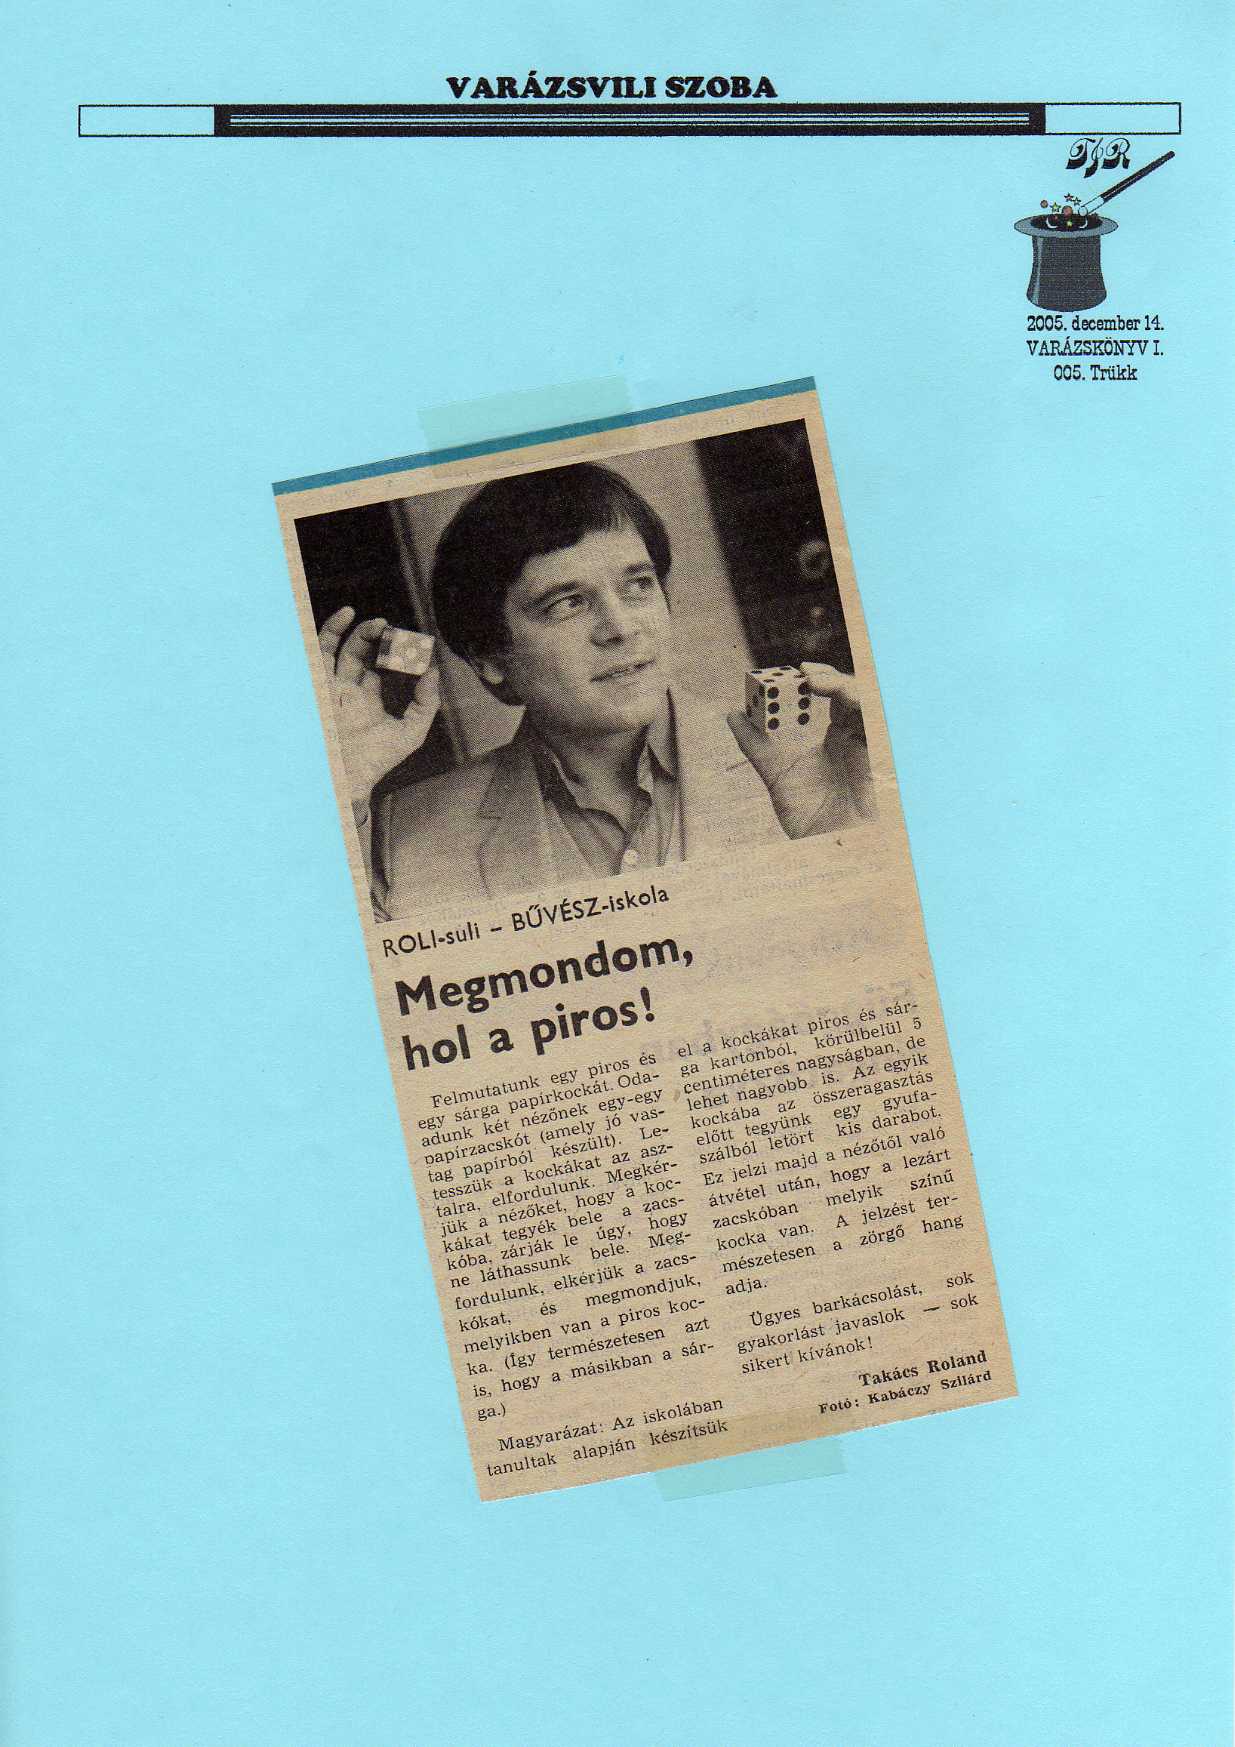 VARÁZSVILI SZOBA
TJR
2005. december 14.
VARÁZSKÖNYV I.
005. Trükk
ROLI-suli – BŰVÉSZ-iskola
Megmondom,
hol a piros!
Felmutatunk egy piros és
egy sárga papírkockát. Oda-
adunk két nézőnek egy-egy
papírzacskót (amely jó vas-
tag papírból készült). Le-
tesszük a kockákat az asz-
talra, elfordulunk. Megkér-
jük a nézőket, hogy a koc-
kákat tegyék bele a zacs-
kóba, zárják le úgy, hogy
ne láthassunk bele. Meg-
fordulunk, elkérjük a zacs-
kókat, és megmondjuk,
melyikben van a piros koc-
ka. (Így természetesen azt
is, hogy a másikban a sár-
ga.)
Magyarázat: Az iskolában
tanultak alapján készítsük
el a kockákat piros és sár-
ga kartonból, körülbelül 5
centiméteres nagyságban, de
lehet nagyobb is. Az egyik
kockába az összeragasztás
előtt tegyünk egy gyufa-
szálból letört kis darabot.
Ez jelzi majd a nézőtől való
átvétel után, hogy a lezárt
zacskóban melyik színű
kocka van. A jelzést ter-
mészetesen a zörgő hang
adja.
Ügyes barkácsolást, sok
gyakorlást javaslok — sok
sikert kívánok!
Takács Roland
Fotó: Kabáczy Szilárd